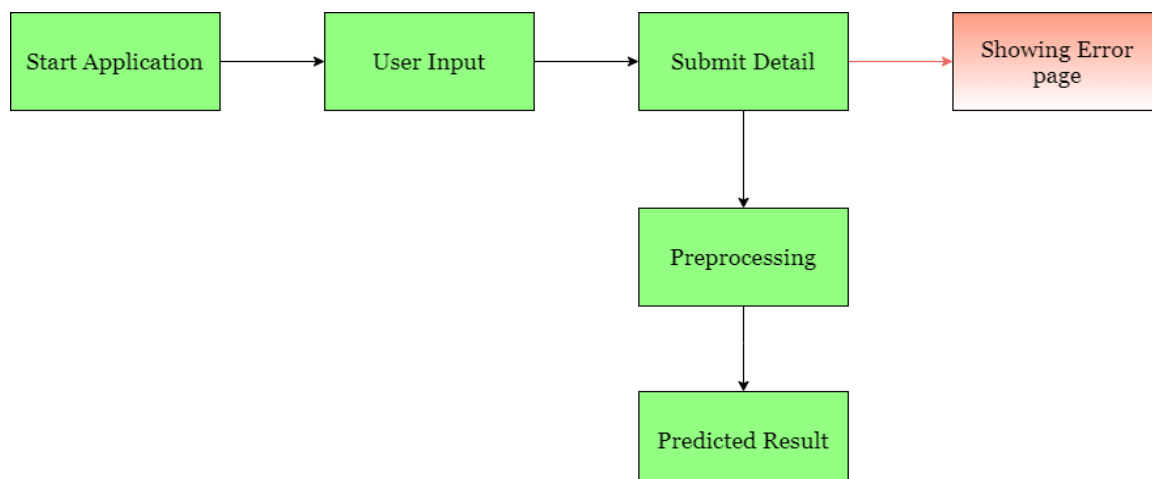 Start Application
User Input
Submit Detail
Showing Error
page
Preprocessing
Predicted Result